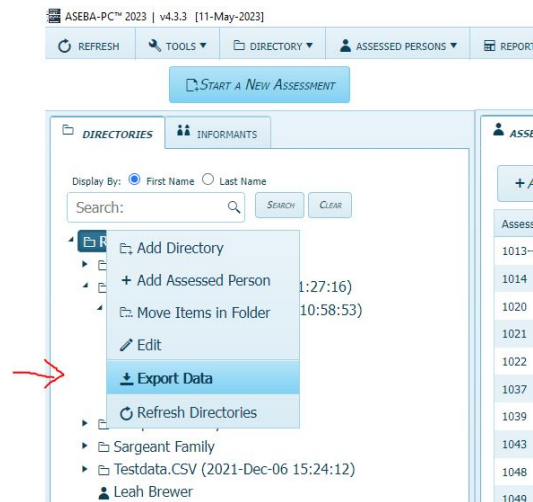 ASEBA-PC™ 2023 | v4.3.3 [11-May-2023]
REFRESH TOOLS ▼ DIRECTORY ▼ ASSESSED PERSONS ▼ REPORT
START A NEW ASSESSMENT
DIRECTORIES INFORMANTS
ASSE
Display By: First Name Last Name
+ A
Search: SEARCH CLEAR
Assess
R
Add Directory
1013-
+ Add Assessed Person 1:27:16)
1014
Move Items in Folder 10:58:53)
1020
Edit
1021
1022
Export Data
1037
Refresh Directories
1039
Sargeant Family
1043
Testdata.CSV (2021-Dec-06 15:24:12)
1048
Leah Brewer
1049